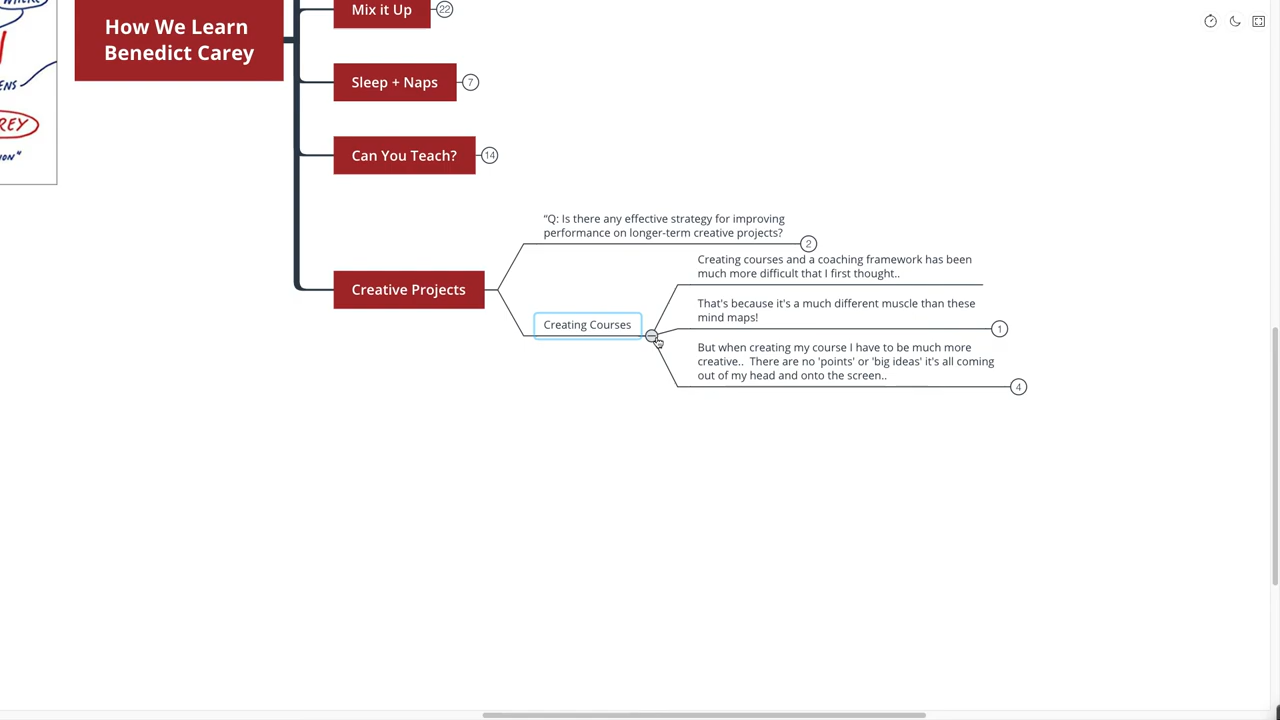 How We Learn
Benedict Carey
ENS
REY
ON"
Mix it Up
22
Sleep + Naps
7
Can You Teach?
14
Creative Projects
“Q: Is there any effective strategy for improving
performance on longer-term creative projects?
2
Creating Courses
Creating courses and a coaching framework has been
much more difficult that I first thought..
That's because it's a much different muscle than these
mind maps!
1
But when creating my course I have to be much more
creative..  There are no 'points' or 'big ideas' it's all coming
out of my head and onto the screen..
4